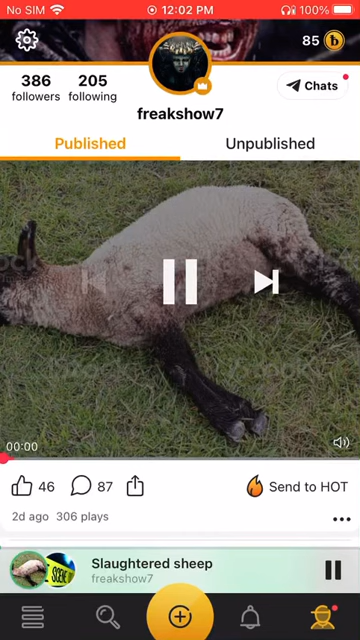 No SIM 12:02 PM 100%
85 b
386 205
followers following
Chats
freakshow7
Published Unpublished
00:00
46 87 Send to HOT
2d ago 306 plays
SCENE
Slaughtered sheep
freakshow7